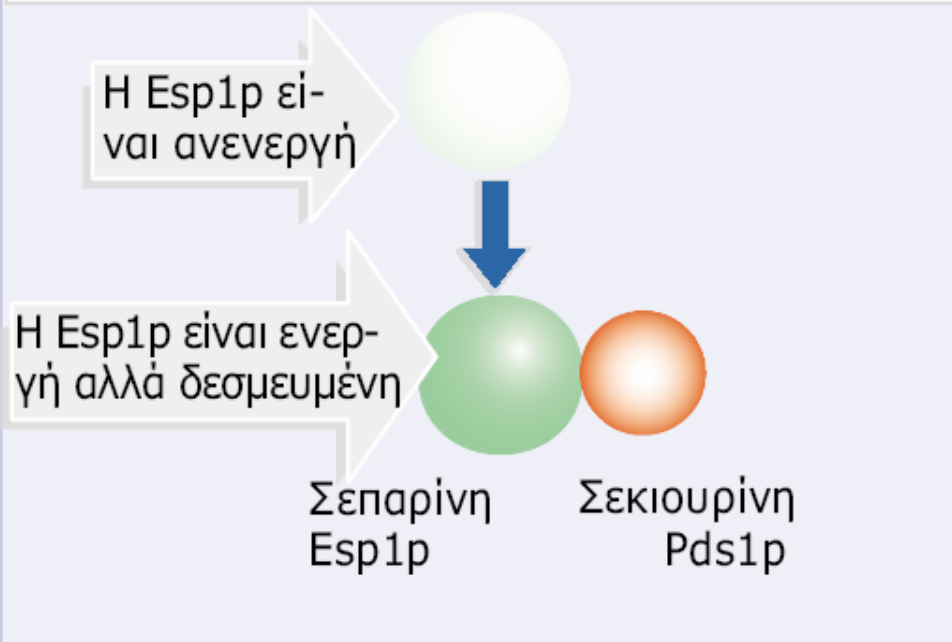 Η Esp1p εί-
ναι ανενεργή
Η Esp1p είναι ενερ-
γή αλλά δεσμευμένη
Σεπαρίνη
Esp1p
Σεκιουρίνη
Pds1p